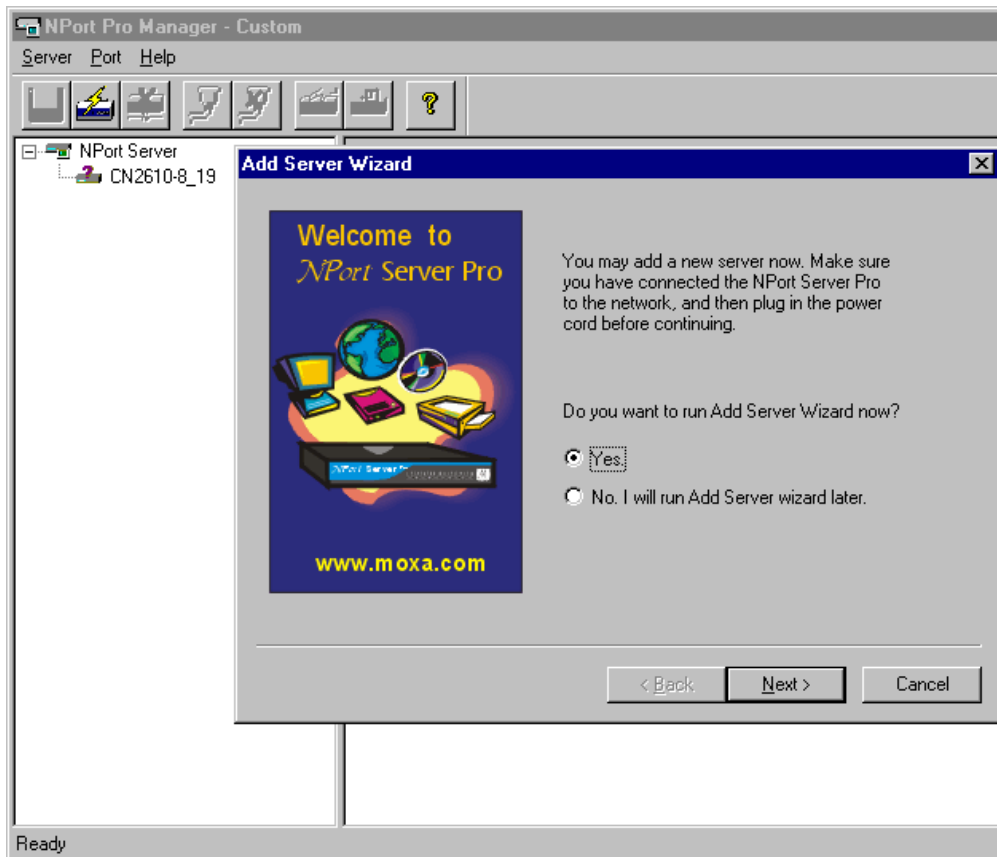 NPort Pro Manager - Custom
Server Port Help
NPort Server
CN2610-8_19
Add Server Wizard
Welcome to
NPort Server Pro
NPort Server Pro
www.moxa.com
You may add a new server now. Make sure
you have connected the NPort Server Pro
to the network, and then plug in the power
cord before continuing.
Do you want to run Add Server Wizard now?
Yes.
No. I will run Add Server wizard later.
< Back
Next >
Cancel
Ready